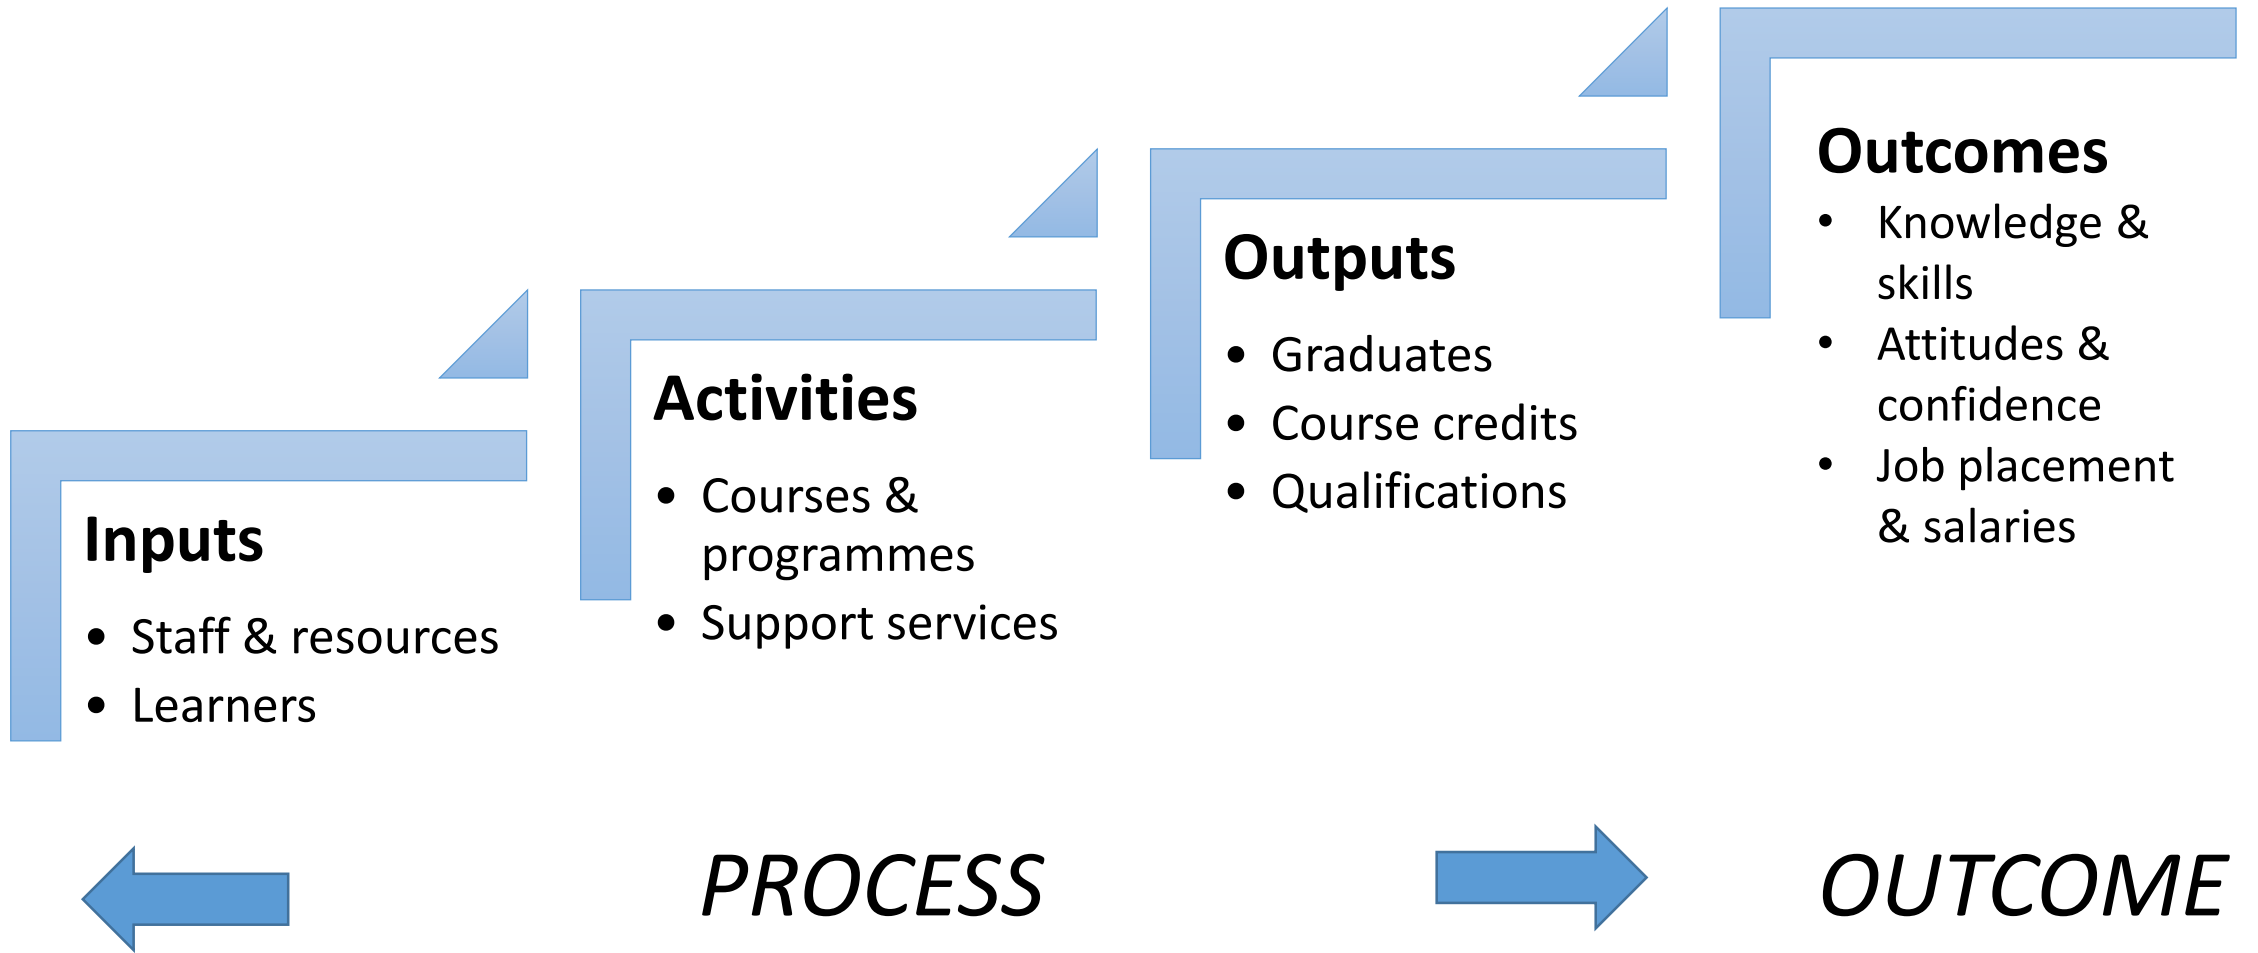 Inputs
• Staff & resources
• Learners
Activities
• Courses &
programmes
• Support services
Outputs
• Graduates
• Course credits
• Qualifications
Outcomes
• Knowledge &
skills
• Attitudes &
confidence
• Job placement
& salaries
PROCESS
OUTCOME